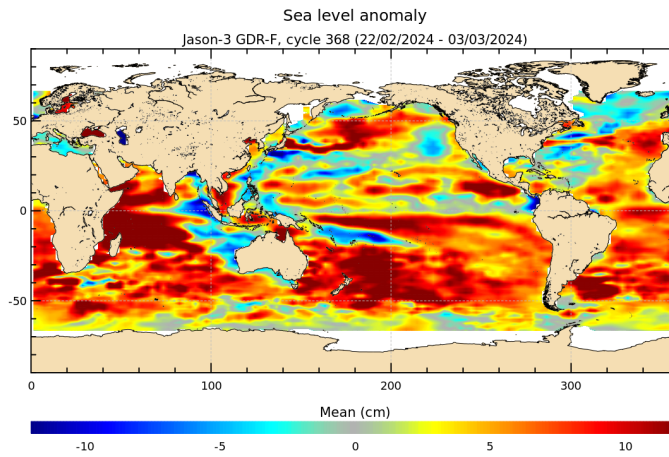 Sea level anomaly
Jason-3 GDR-F, cycle 368 (22/02/2024 - 03/03/2024)
50
0
-50
0 100 200 300
Mean (cm)
-10 -5 0 5 10